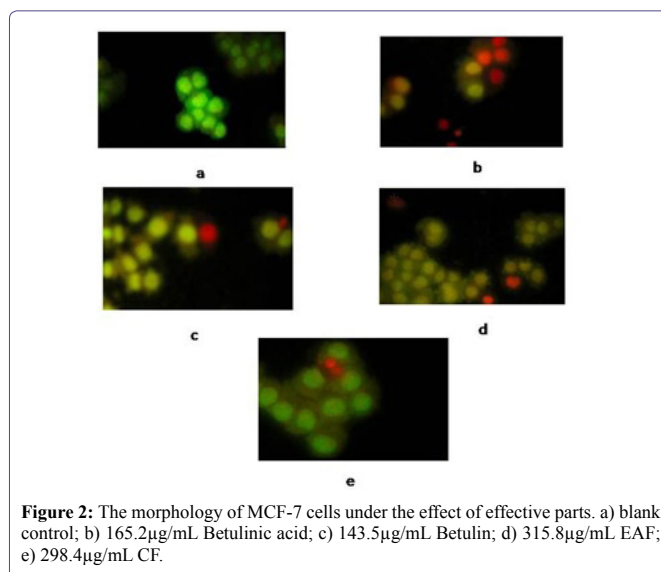 a
b
c
d
e
Figure 2: The morphology of MCF-7 cells under the effect of effective parts. a) blank
control; b) 165.2µg/mL Betulinic acid; c) 143.5µg/mL Betulin; d) 315.8µg/mL EAF;
e) 298.4µg/mL CF.